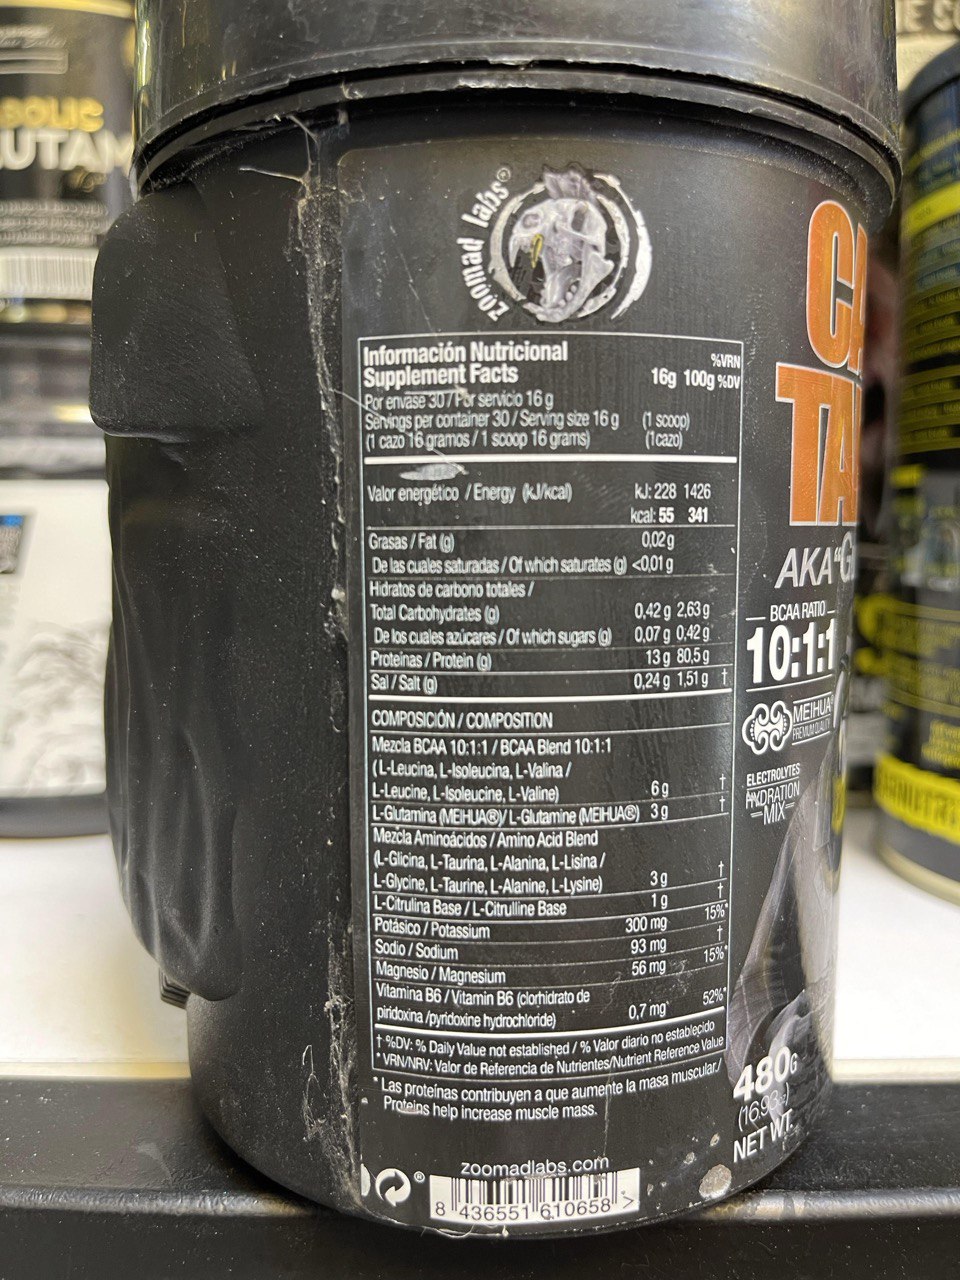 zoomad labs®
Información Nutricional
Supplement Facts
%VRN
16g 100g %DV
Por envase 30 / Por servicio 16 g
Servings per container 30 / Serving size 16 g (1 scoop)
(1 cazo 16 gramos / 1 scoop 16 grams) (1cazo)
Valor energético / Energy (kJ/kcal) kJ: 228 1426
kcal: 55 341
Grasas / Fat (g) 0.02 g
De las cuales saturadas / Of which saturates (g) <0,01 g
Hidratos de carbono totales /
Total Carbohydrates (g) 0,42 g 2,63 g
De los cuales azúcares / Of which sugars (g) 0,07 g 0,42 g
Proteínas / Protein (g) 13 g 80,5 g
Sal / Salt (g) 0,24 g 1,51 g †
COMPOSICIÓN / COMPOSITION
Mezcla BCAA 10:1:1 / BCAA Blend 10:1:1
(L-Leucina, L-Isoleucina, L-Valina /
L-Leucine, L-Isoleucine, L-Valine) 6 g †
L-Glutamina (MEIHUA®)/ L-Glutamine (MEIHUA®) 3 g †
Mezcla Aminoácidos / Amino Acid Blend
(L-Glicina, L-Taurina, L-Alanina, L-Lisina /
L-Glycine, L-Taurine, L-Alanine, L-Lysine) 3 g †
L-Citrulina Base / L-Citrulline Base 1 g †
Potásico / Potassium 300 mg 15%*
Sodio / Sodium 93 mg †
Magnesio / Magnesium 56 mg 15%*
Vitamina B6 / Vitamin B6 (clorhidrato de
piridoxina /pyridoxine hydrochloride) 0,7 mg 52%*
† %DV: % Daily Value not established / % Valor diario no establecido
* VRN/NRV: Valor de Referencia de Nutrientes/Nutrient Reference Value
* Las proteínas contribuyen a que aumente la masa muscular /
Proteins help increase muscle mass.
zoomadlabs.com
8 436551 610658 >
AKA "G
BCAA RATIO
10:1:1
MEIHUA®
PREMIUM QUALITY
ELECTROLYTES
HYDRATION
MIX
480G
NET WT.